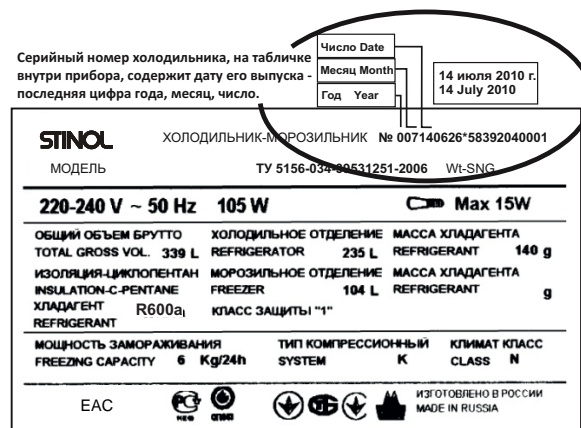 Серийный номер холодильника, на табличке
внутри прибора, содержит дату его выпуска -
последняя цифра года, месяц, число.
Число Date
Месяц Month
Год Year
14 июля 2010 г.
14 July 2010
STINOL ХОЛОДИЛЬНИК-МОРОЗИЛЬНИК № 007140626*58392040001
МОДЕЛЬ ТУ 5156-034-39531251-2006 Wt-SNG
220-240 V ~ 50 Hz 105 W Max 15W
ОБЩИЙ ОБЪЕМ БРУТТО ХОЛОДИЛЬНОЕ ОТДЕЛЕНИЕ МАССА ХЛАДАГЕНТА
TOTAL GROSS VOL. 339 L REFRIGERATOR 235 L REFRIGERANT 140 g
ИЗОЛЯЦИЯ-ЦИКЛОПЕНТАН МОРОЗИЛЬНОЕ ОТДЕЛЕНИЕ МАССА ХЛАДАГЕНТА
INSULATION-C-PENTANE FREEZER 104 L REFRIGERANT g
ХЛАДАГЕНТ R600a КЛАСС ЗАЩИТЫ "1"
REFRIGERANT
МОЩНОСТЬ ЗАМОРАЖИВАНИЯ ТИП КОМПРЕССИОННЫЙ КЛИМАТ КЛАСС
FREEZING CAPACITY 6 Kg/24h SYSTEM K CLASS N
EAC ИЗГОТОВЛЕНО В РОССИИ
MADE IN RUSSIA